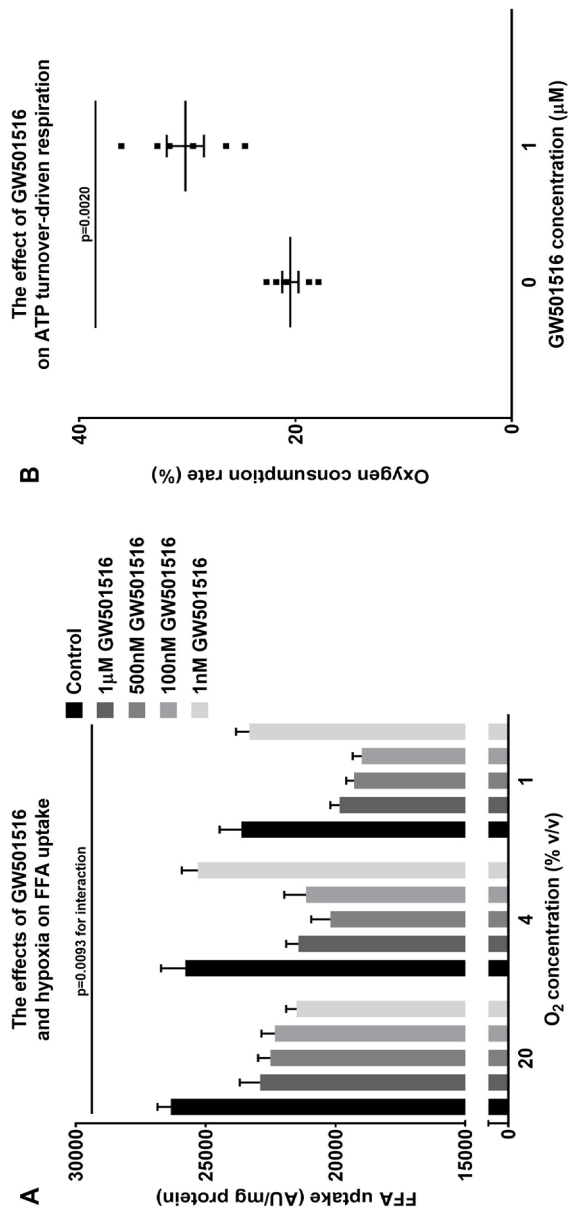 A
The effects of GW501516
and hypoxia on FFA uptake
p=0.0093 for interaction
Control
1µM GW501516
500nM GW501516
100nM GW501516
1nM GW501516
FFA uptake (AU/mg protein)
30000
25000
20000
15000
0
20
4
1
O2 concentration (% v/v)
B
The effect of GW501516
on ATP turnover-driven respiration
p=0.0020
Oxygen consumption rate (%)
40
20
0
0
1
GW501516 concentration (µM)